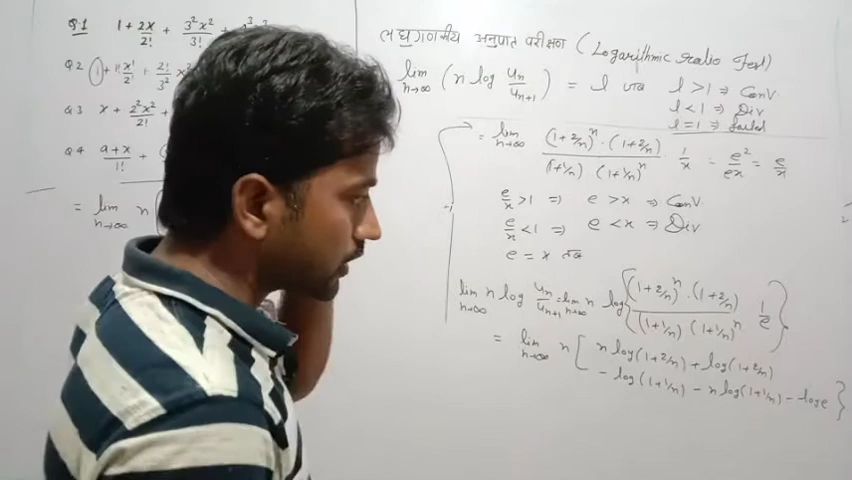 Q.1 1 + 2x/2! + 3²x²/3! +
Q2 1 + 1!x¹/2 + 2!/3²
Q3 x + 2²x²/2! +
Q4 a+x/1! +
= lim n→∞ n
लघुगणकीय अनुपात परीक्षण (Logarithmic ratio Test)
lim n→∞ (n log uₙ/uₙ₊₁) = l जब l > 1 ⇒ Conv.
l < 1 ⇒ Div
l = 1 ⇒ failed
= lim n→∞ (1+2/n)ⁿ · (1+2/n) / (1+1/n) (1+1/n)ⁿ · 1/x = e²/ex = e/x
e/x > 1 ⇒ e > x ⇒ Conv.
e/x < 1 ⇒ e < x ⇒ Div
e = x तब
lim n→∞ n log uₙ/uₙ₊₁ = lim n→∞ n log { (1+2/n)ⁿ · (1+2/n) / (1+1/n) (1+1/n)ⁿ 1/e }
= lim n→∞ n [ n log(1+2/n) + log(1+2/n)
- log(1+1/n) - n log(1+1/n) - log e }